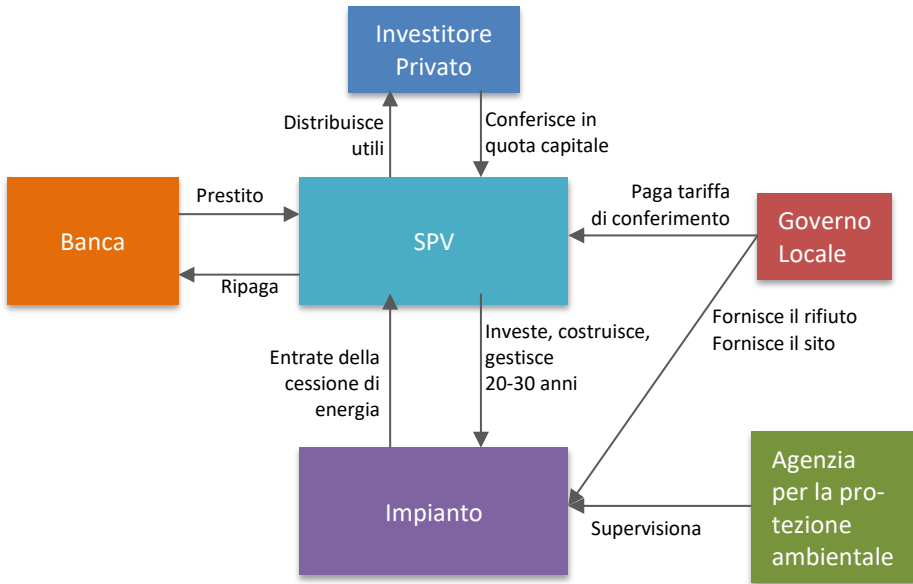 Investitore
Privato
Distribuisce
utili
Conferisce in
quota capitale
Banca
Prestito
Ripaga
SPV
Paga tariffa
di conferimento
Governo
Locale
Fornisce il rifiuto
Fornisce il sito
Entrate della
cessione di
energia
Investe, costruisce,
gestisce
20-30 anni
Impianto
Supervisiona
Agenzia
per la pro-
tezione
ambientale